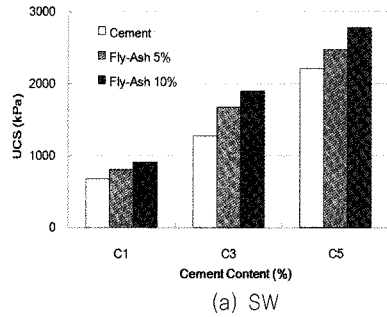 3000
2000
1000
0
UCS (kPa)
Cement
Fly-Ash 5%
Fly-Ash 10%
C1 C3 C5
Cement Content (%)
(a) SW